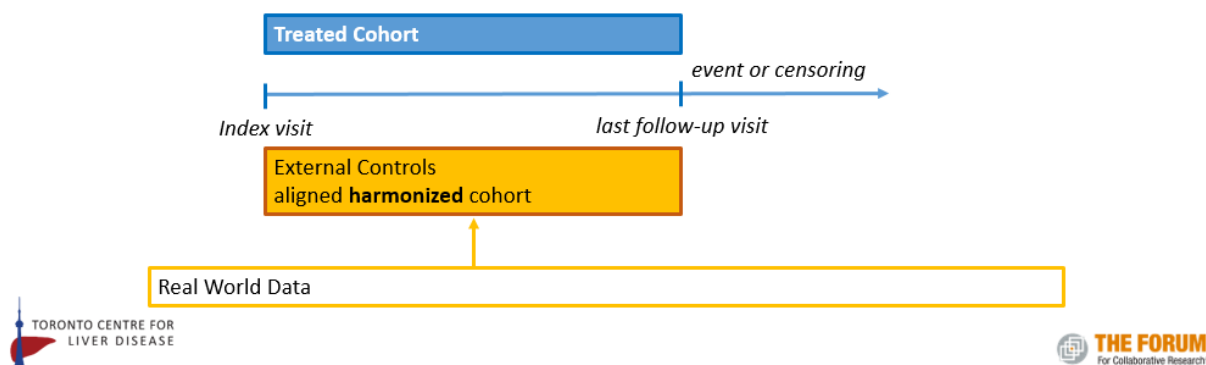 Treated Cohort
event or censoring
Index visit
last follow-up visit
External Controls
aligned harmonized cohort
Real World Data
TORONTO CENTRE FOR
LIVER DISEASE
THE FORUM
For Collaborative Research